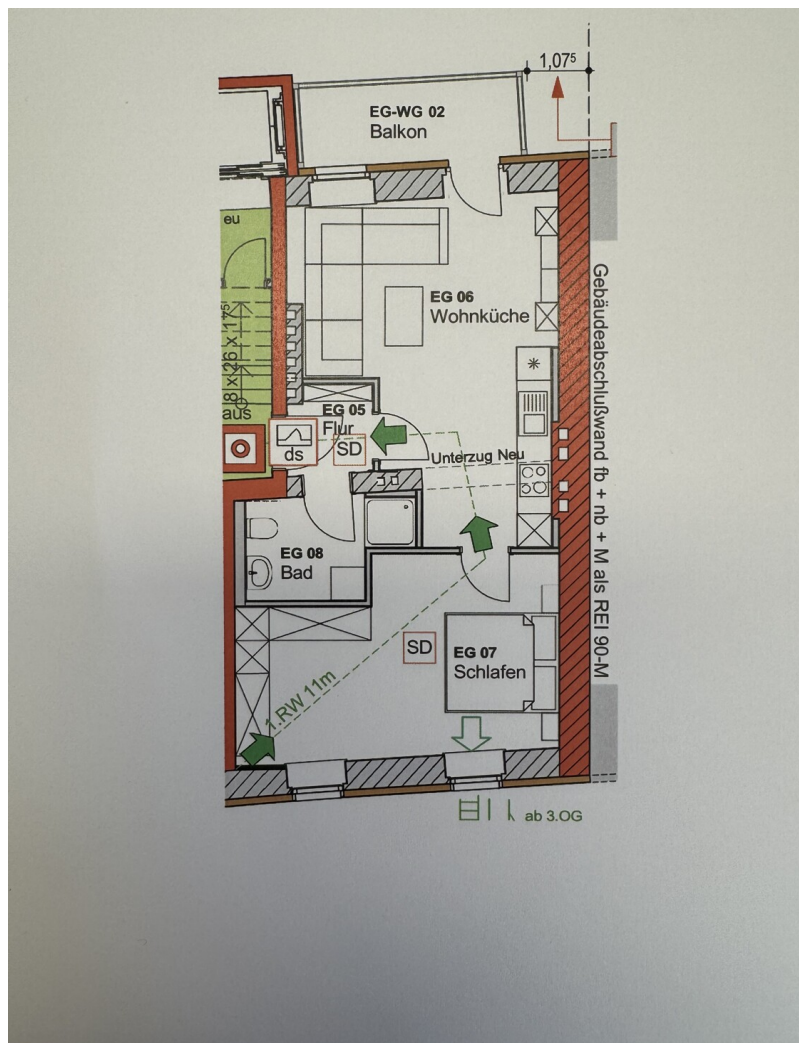 1,07⁵
EG-WG 02
Balkon
eu
EG 06
Wohnküche
8 x 26 x 17⁵
aus
EG 05
Flur
ds
SD
Unterzug Neu
EG 08
Bad
SD
EG 07
Schlafen
1.RW 11m
ab 3.OG
Gebäudeabschlußwand fb + nb + M als REI 90-M